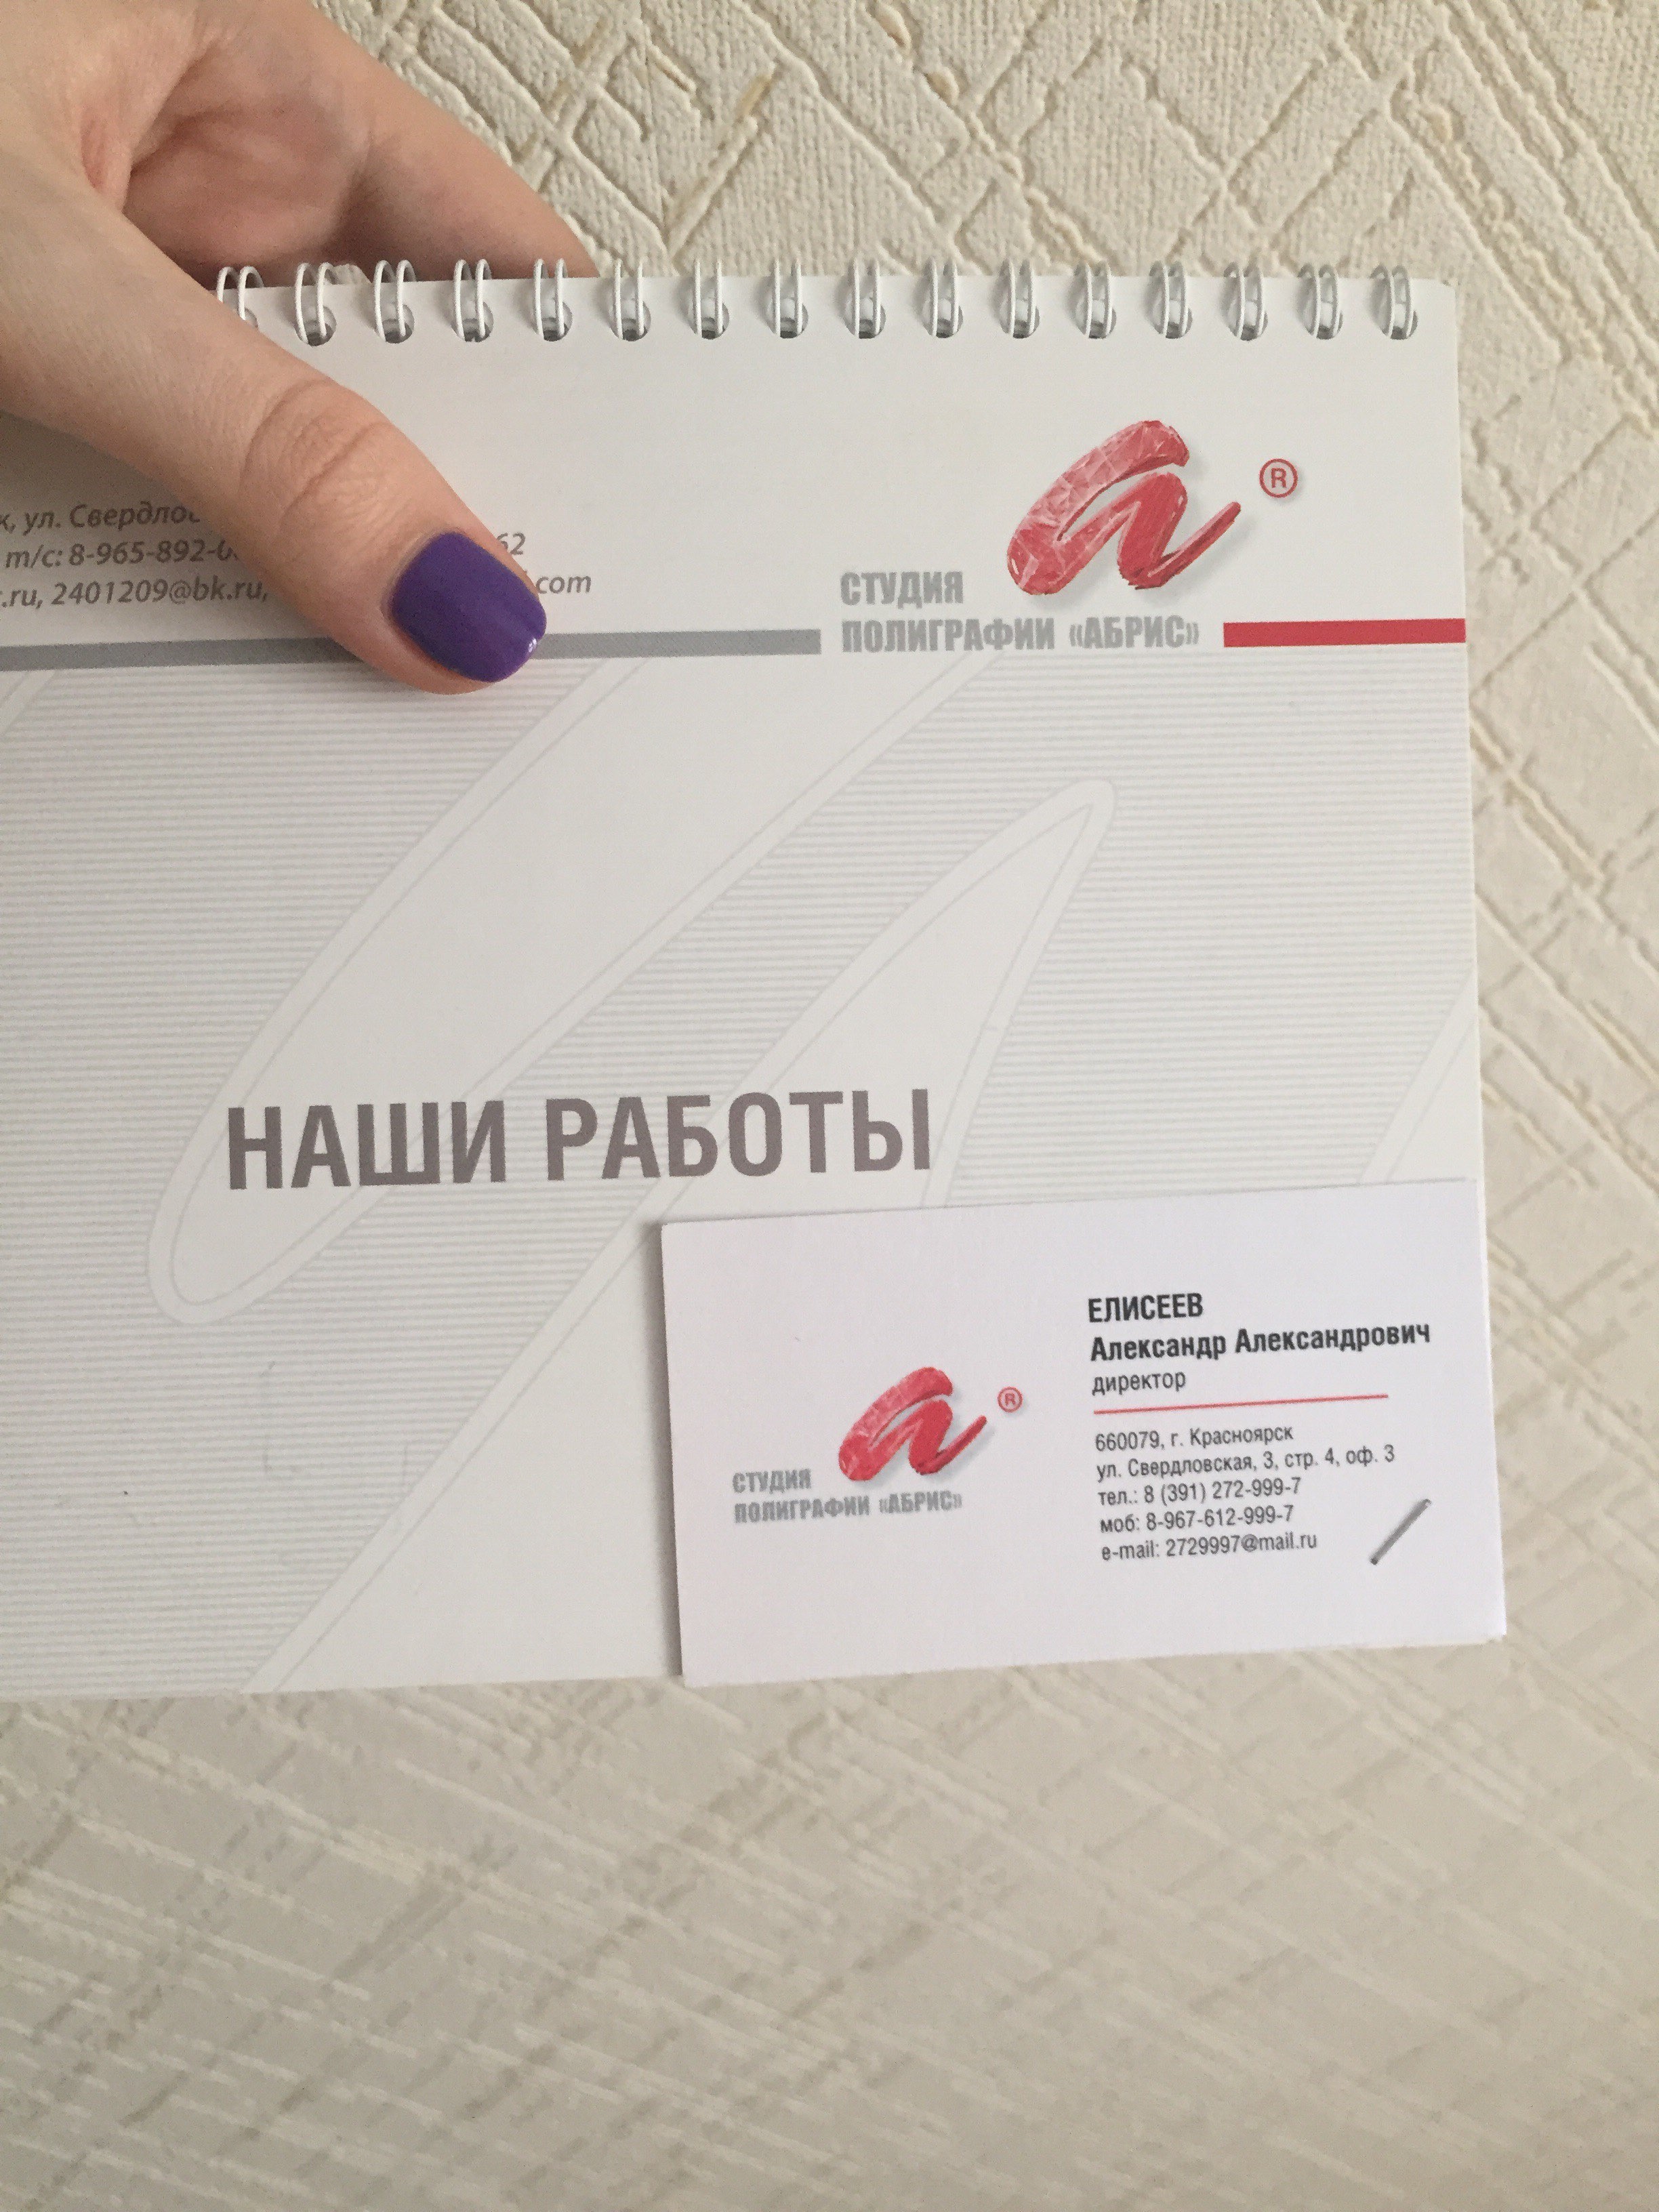 ул. Свердлов
т/с: 8-965-892-
62
.ru, 2401209@bk.ru,
.com
®
СТУДИЯ
ПОЛИГРАФИИ «АБРИС»
НАШИ РАБОТЫ
®
СТУДИЯ
ПОЛИГРАФИИ «АБРИС»
ЕЛИСЕЕВ
Александр Александрович
директор
660079, г. Красноярск
ул. Свердловская, 3, стр. 4, оф. 3
тел.: 8 (391) 272-999-7
моб: 8-967-612-999-7
e-mail: 2729997@mail.ru